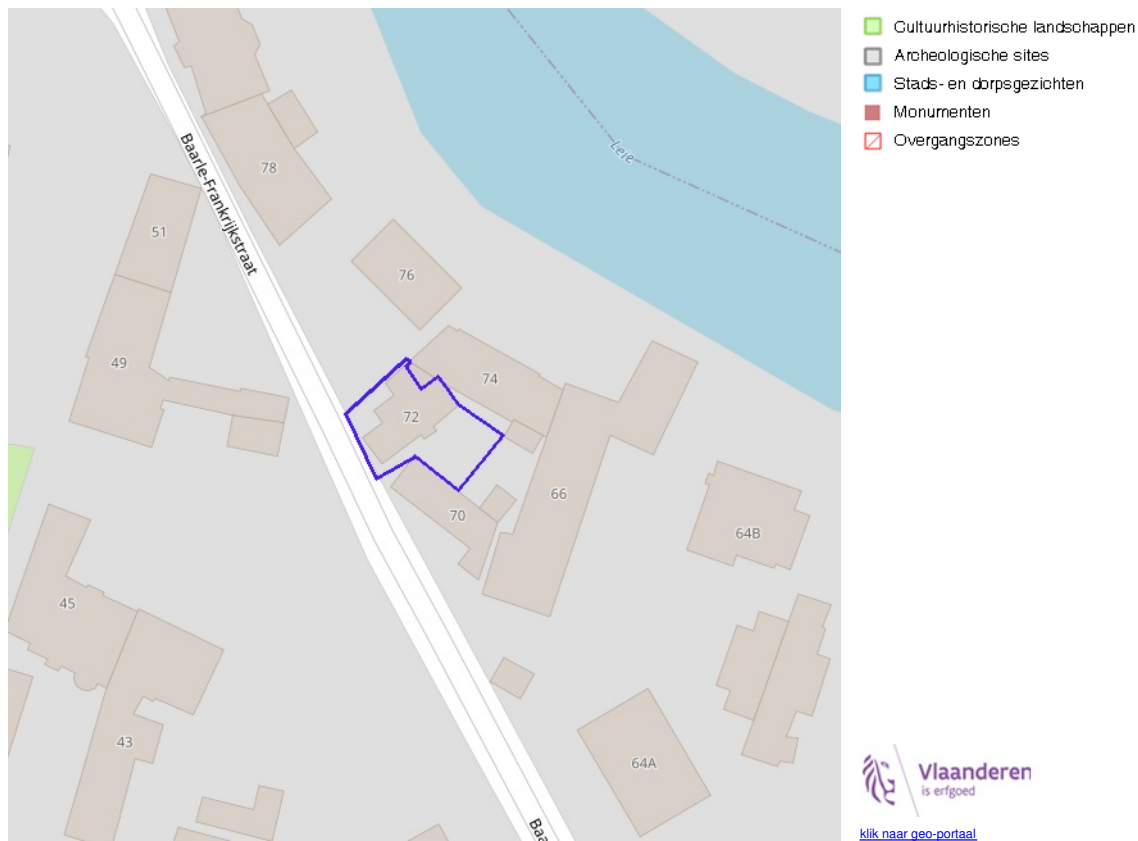 Baarle-Frankrijkstraat
Leie
78
51
76
49
74
72
66
70
64B
45
43
64A
Baa
Cultuurhistorische landschappen
Archeologische sites
Stads- en dorpsgezichten
Monumenten
Overgangszones
Vlaanderen
is erfgoed
klik naar geo-portaal